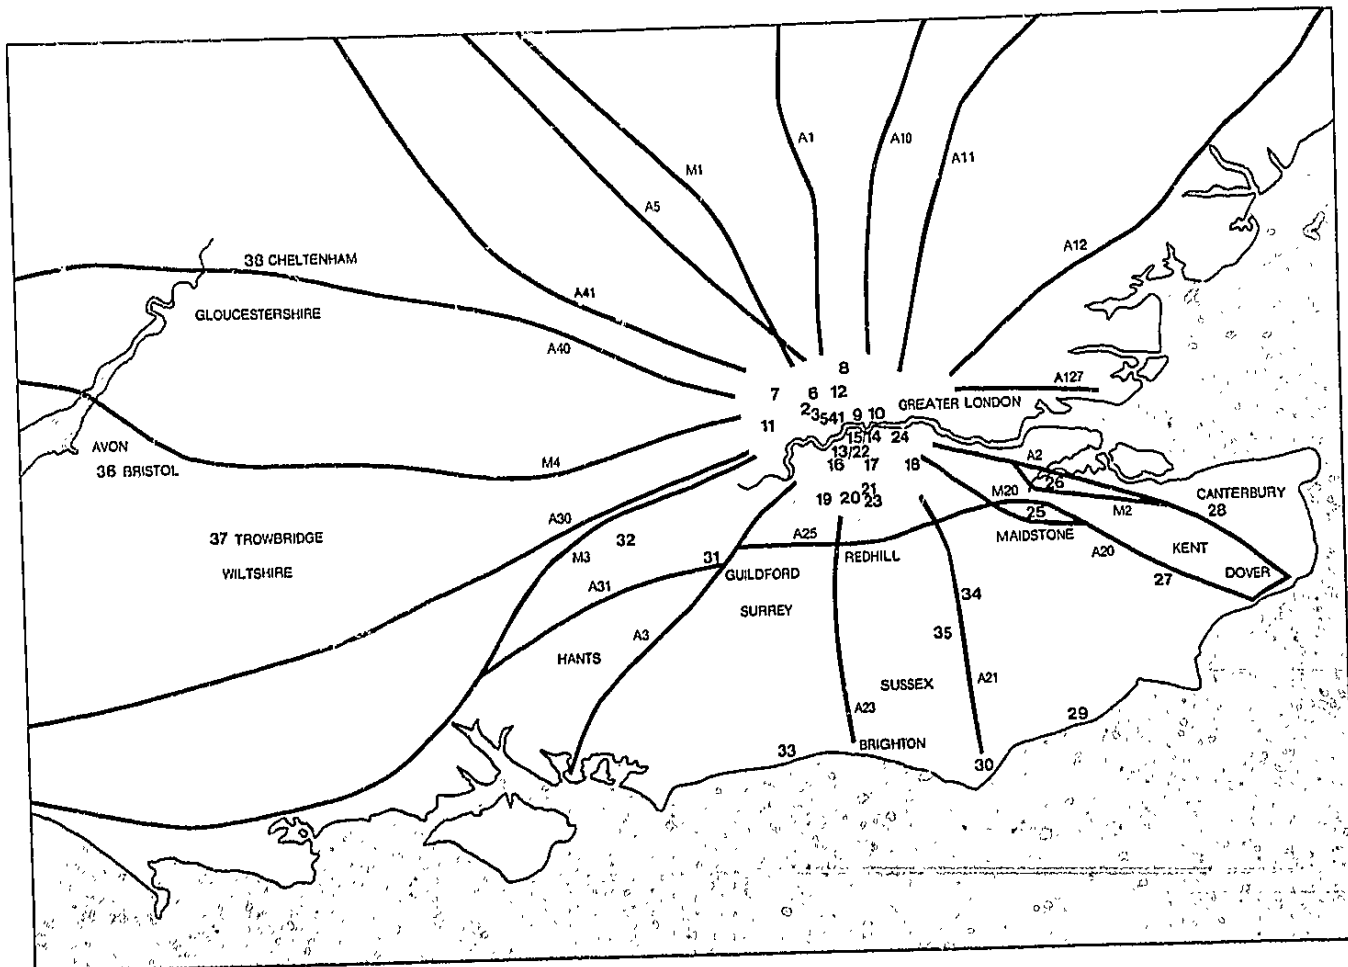 A1
A10
A11
M1
A5
A12
38 CHELTENHAM
A41
GLOUCESTERSHIRE
A40
8
A127
7
6 12
GREATER LONDON
2
3
5
4
1
9 10
11
15/14
24
AVON
36 BRISTOL
M4
13/22
A2
16
17
18
M20
26
CANTERBURY
19
20
21
23
M2
28
A30
25
37 TROWBRIDGE
32
A25
MAIDSTONE
M3
31
REDHILL
A20
KENT
WILTSHIRE
GUILDFORD
DOVER
A31
27
34
SURREY
A3
35
HANTS
SUSSEX
A21
A23
29
BRIGHTON
33
30